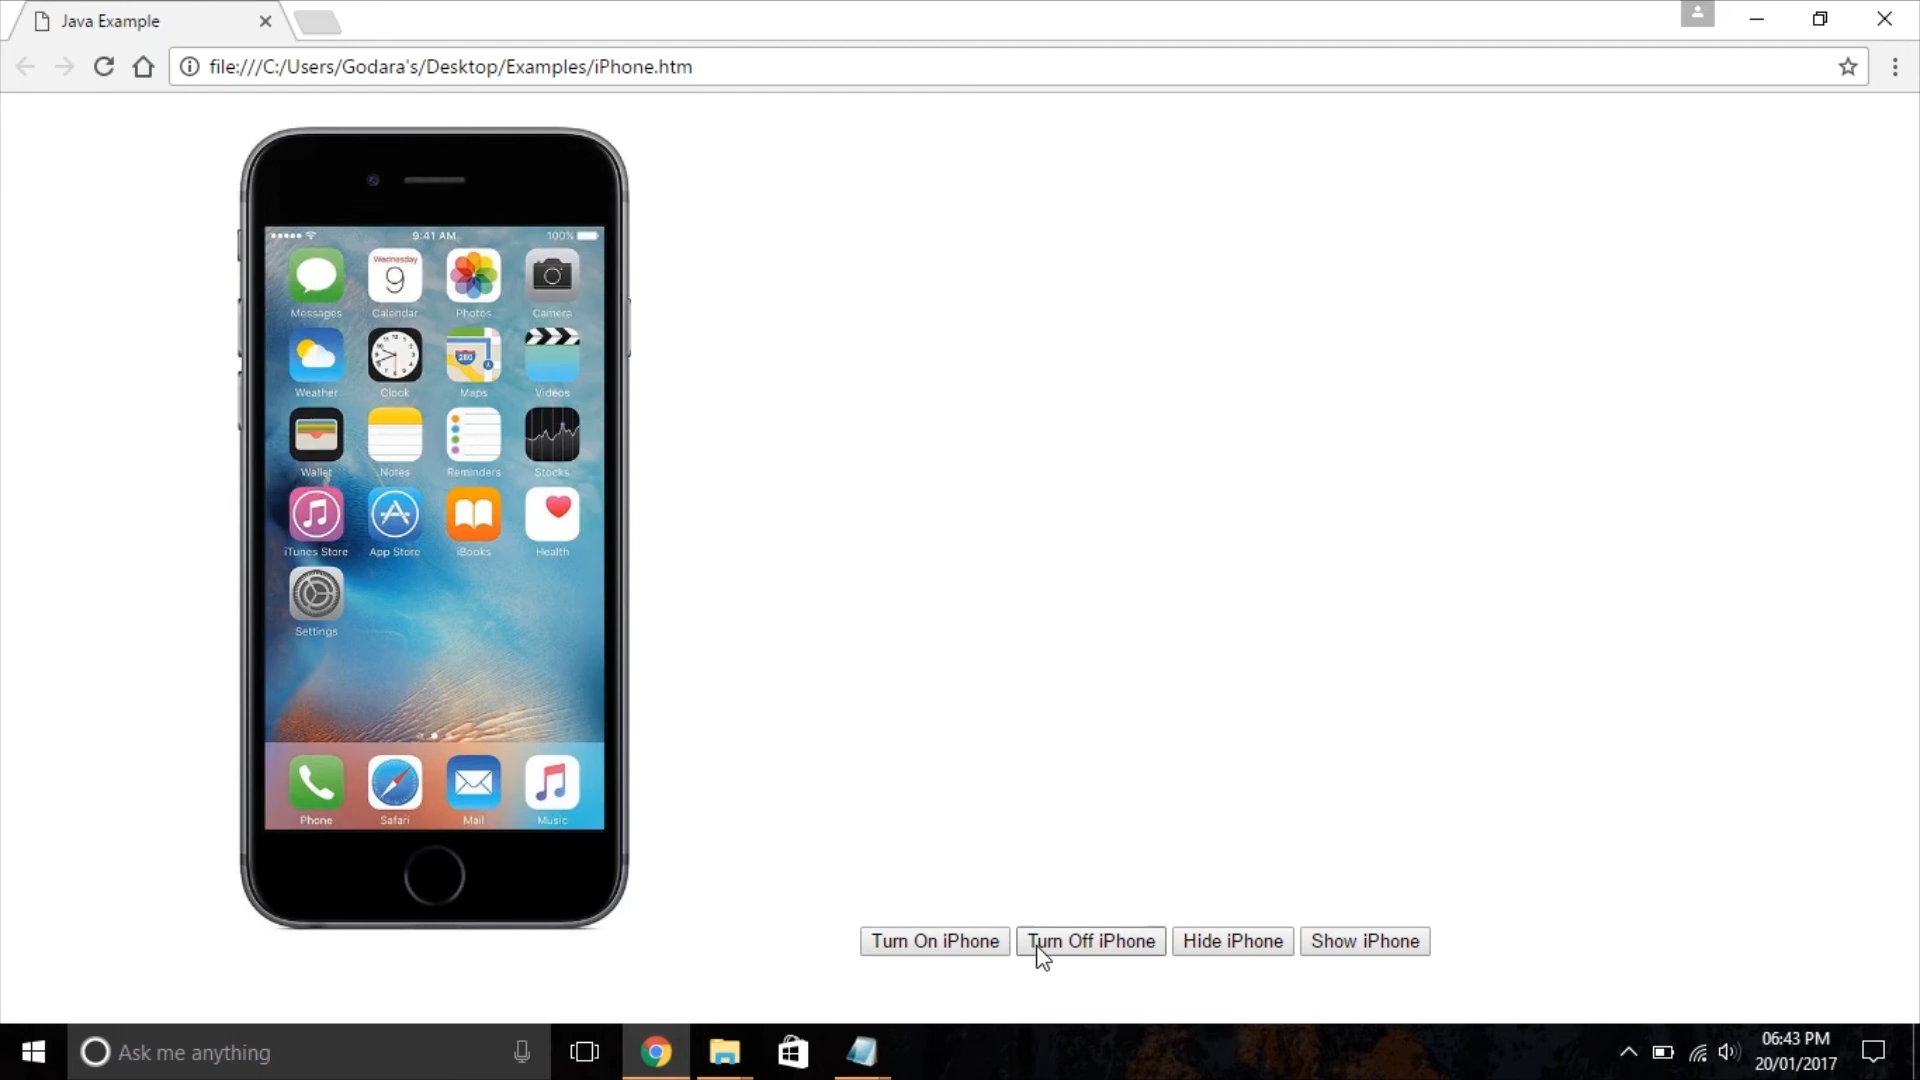 Java Example
file:///C:/Users/Godara's/Desktop/Examples/iPhone.htm
9:41 AM 100%
Wednesday
9
Messages Calendar Photos Camera
280
Weather Clock Maps Videos
Wallet Notes Reminders Stocks
iTunes Store App Store iBooks Health
Settings
Phone Safari Mail Music
Turn On iPhone Turn Off iPhone Hide iPhone Show iPhone
Ask me anything
06:43 PM
20/01/2017